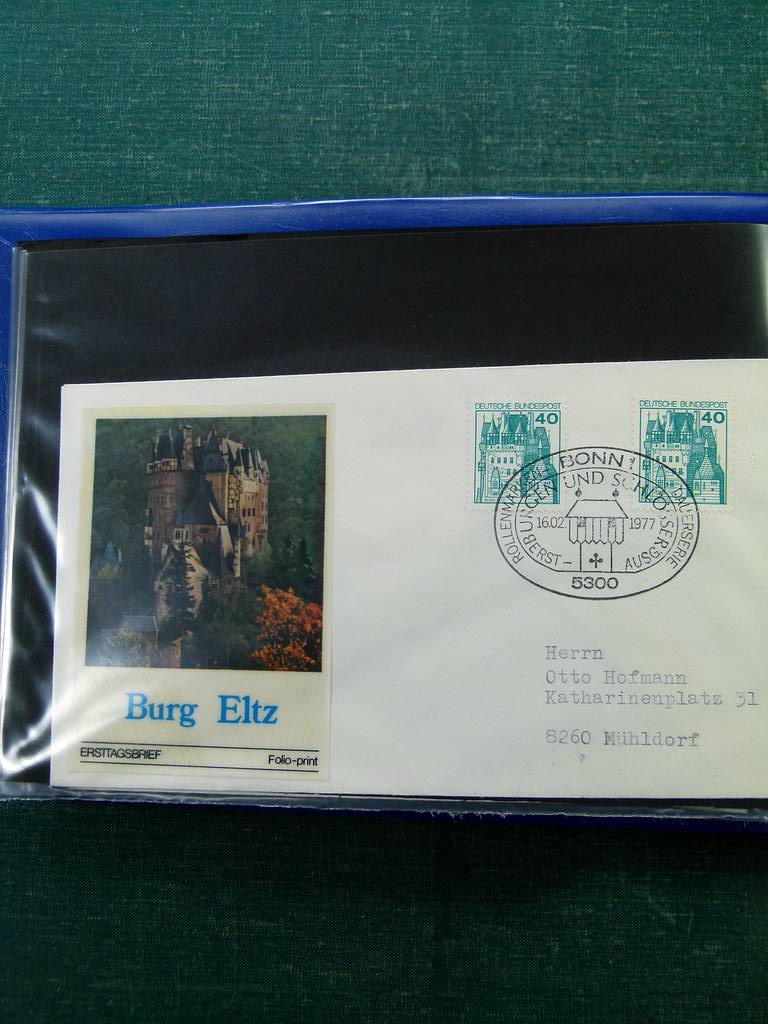 DEUTSCHE BUNDESPOST
40
DEUTSCHE BUNDESPOST
40
BONN 1
ROLLENMARKEN
DAUERSERIE
BURGEN UND SCHLÖSSER
16.02.1977
ERST-
AUSG
5300
Herrn
Otto Hofmann
Katharinenplatz 31
8260 Mühldorf
Burg Eltz
ERSTTAGSBRIEF
Folio-print